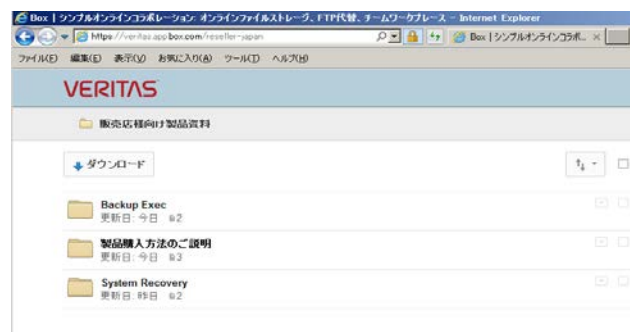 Box | シンプルオンラインコラボレーション: オンラインファイルストレージ、FTP代替、チームワークプレース - Internet Explorer
https://veritas.app.box.com/reseller-japan
Box | シンプルオンラインコラボ...
ファイル(F) 編集(E) 表示(V) お気に入り(A) ツール(T) ヘルプ(H)
VERITAS
販売店様向け製品資料
ダウンロード
Backup Exec
更新日: 今日 2
製品購入方法のご説明
更新日: 今日 3
System Recovery
更新日: 昨日 2